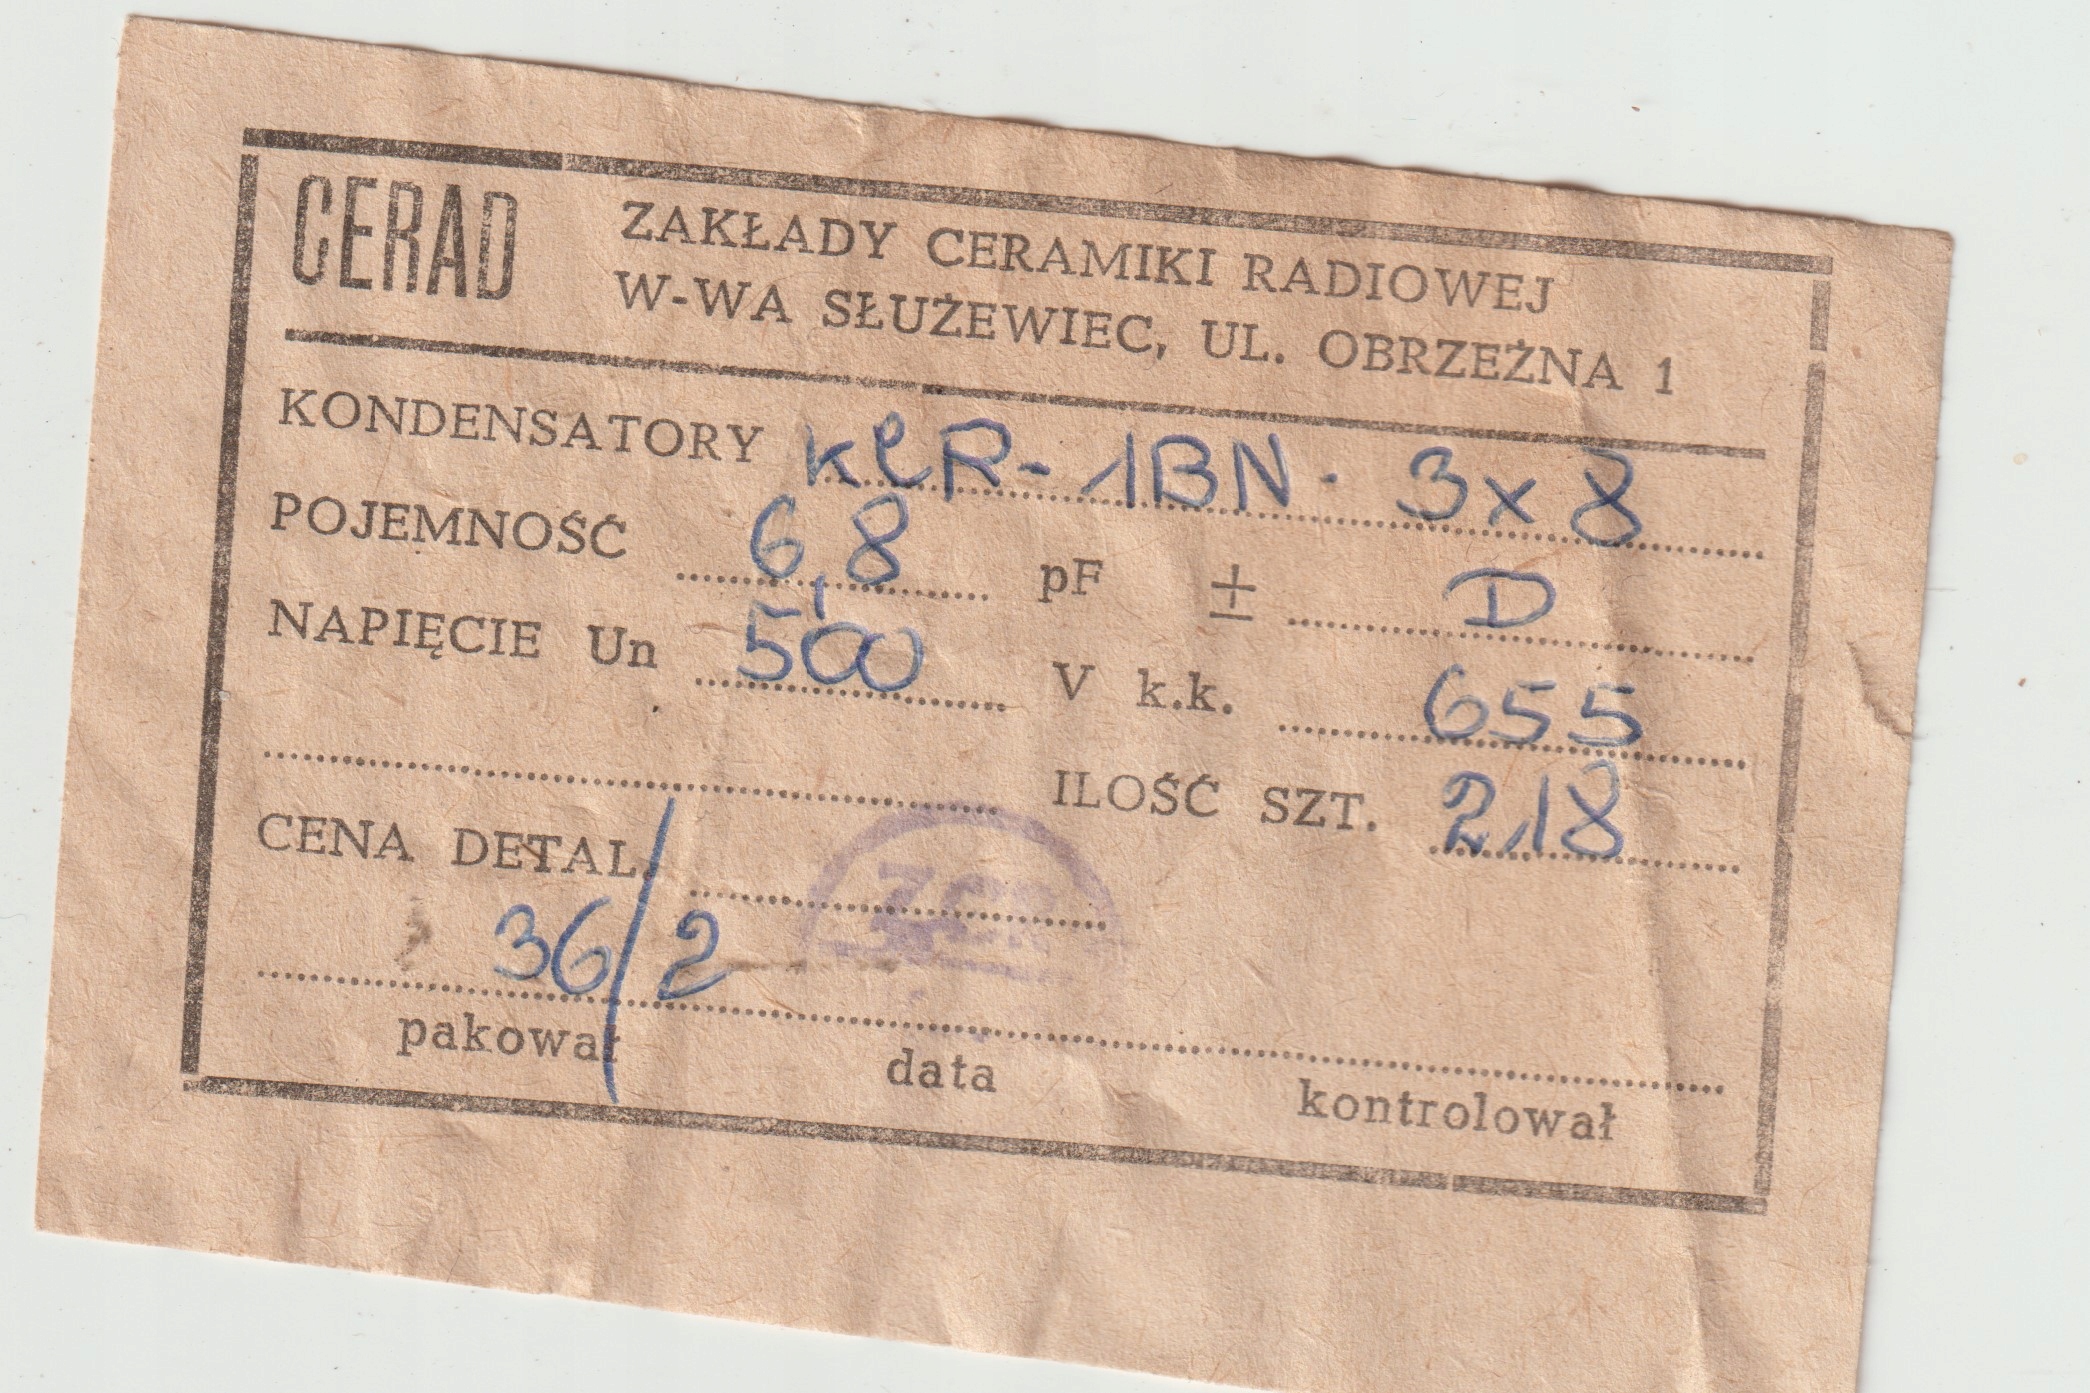 CERAD
ZAKŁADY CERAMIKI RADIOWEJ
W-WA SŁUŻEWIEC, UL. OBRZEŻNA 1
KONDENSATORY KCR-1BN-3x8
POJEMNOŚĆ 6,8 pF ± D
NAPIĘCIE Un 500 V k.k. 655
ILOŚĆ SZT. 218
CENA DETAL.
36/2
pakował data kontrolował